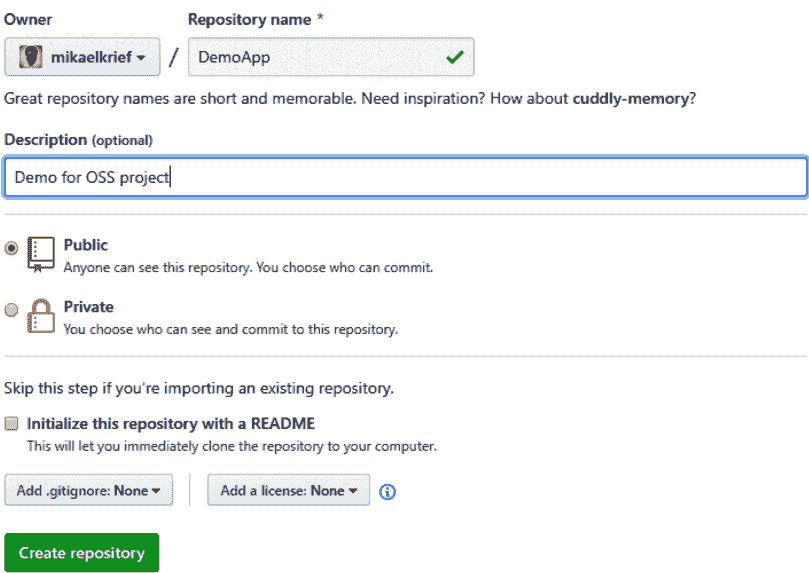 Owner Repository name *
mikaelkrief / DemoApp
Great repository names are short and memorable. Need inspiration? How about cuddly-memory?
Description (optional)
Demo for OSS project
Public
Anyone can see this repository. You choose who can commit.
Private
You choose who can see and commit to this repository.
Skip this step if you're importing an existing repository.
Initialize this repository with a README
This will let you immediately clone the repository to your computer.
Add .gitignore: None Add a license: None
Create repository